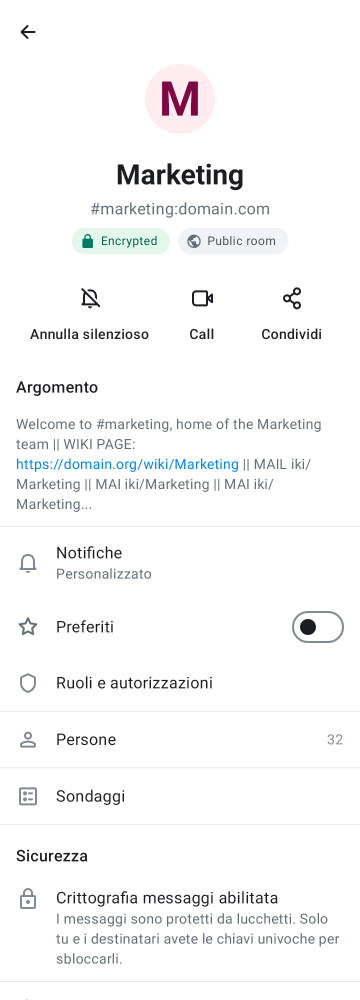 M
Marketing
#marketing:domain.com
Encrypted
Public room
Annulla silenzioso
Call
Condividi
Argomento
Welcome to #marketing, home of the Marketing
team || WIKI PAGE:
https://domain.org/wiki/Marketing || MAIL iki/
Marketing || MAI iki/Marketing || MAI iki/
Marketing...
Notifiche
Personalizzato
Preferiti
Ruoli e autorizzazioni
Persone
32
Sondaggi
Sicurezza
Crittografia messaggi abilitata
I messaggi sono protetti da lucchetti. Solo
tu e i destinatari avete le chiavi univoche per
sbloccarli.